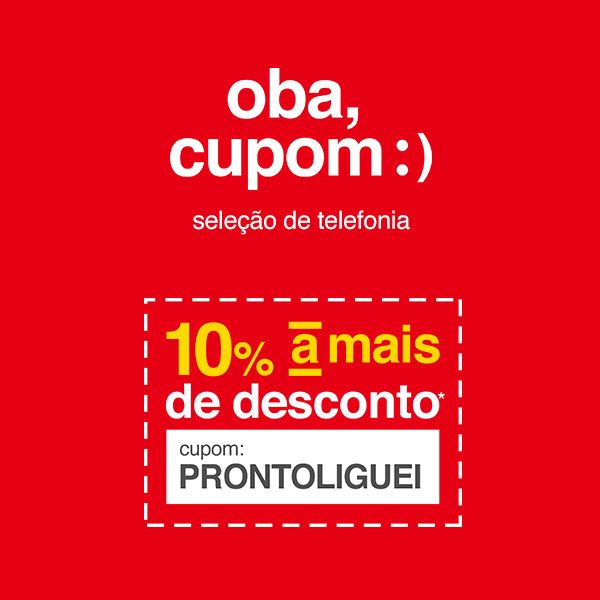 oba,
cupom :)
seleção de telefonia
10% a mais
de desconto*
cupom:
PRONTOLIGUEI